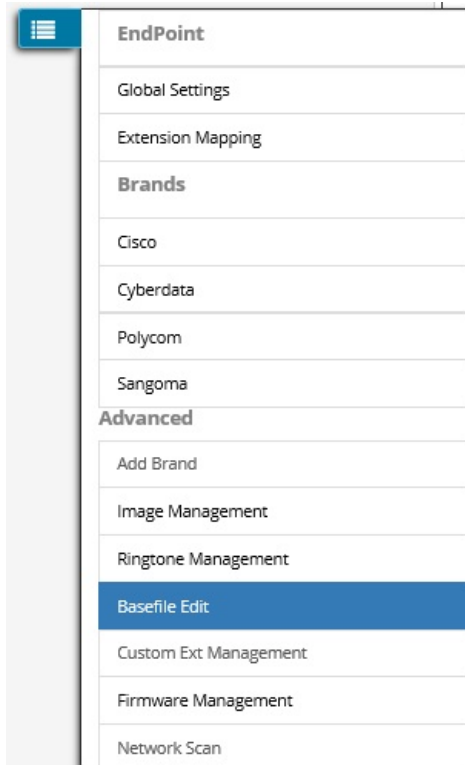 EndPoint
Global Settings
Extension Mapping
Brands
Cisco
Cyberdata
Polycom
Sangoma
Advanced
Add Brand
Image Management
Ringtone Management
Basefile Edit
Custom Ext Management
Firmware Management
Network Scan